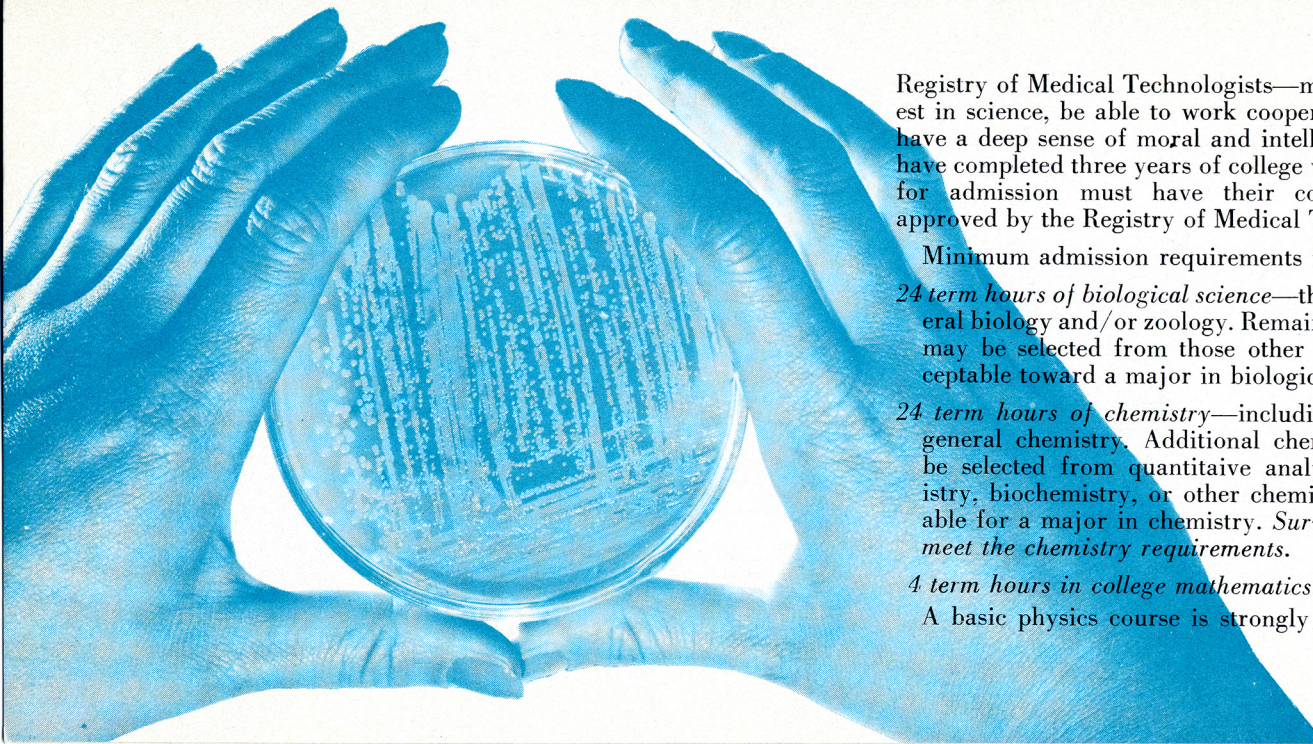 Registry of Medical Technologists—m
est in science, be able to work cooper
have a deep sense of moral and intell
have completed three years of college
for admission must have their co
approved by the Registry of Medical T
Minimum admission requirements
24 term hours of biological science—th
eral biology and/or zoology. Remai
may be selected from those other
ceptable toward a major in biologic
24 term hours of chemistry—includi
general chemistry. Additional che
be selected from quantitaive anal
istry, biochemistry, or other chemi
able for a major in chemistry. Sur
meet the chemistry requirements.
4 term hours in college mathematics
A basic physics course is strongly